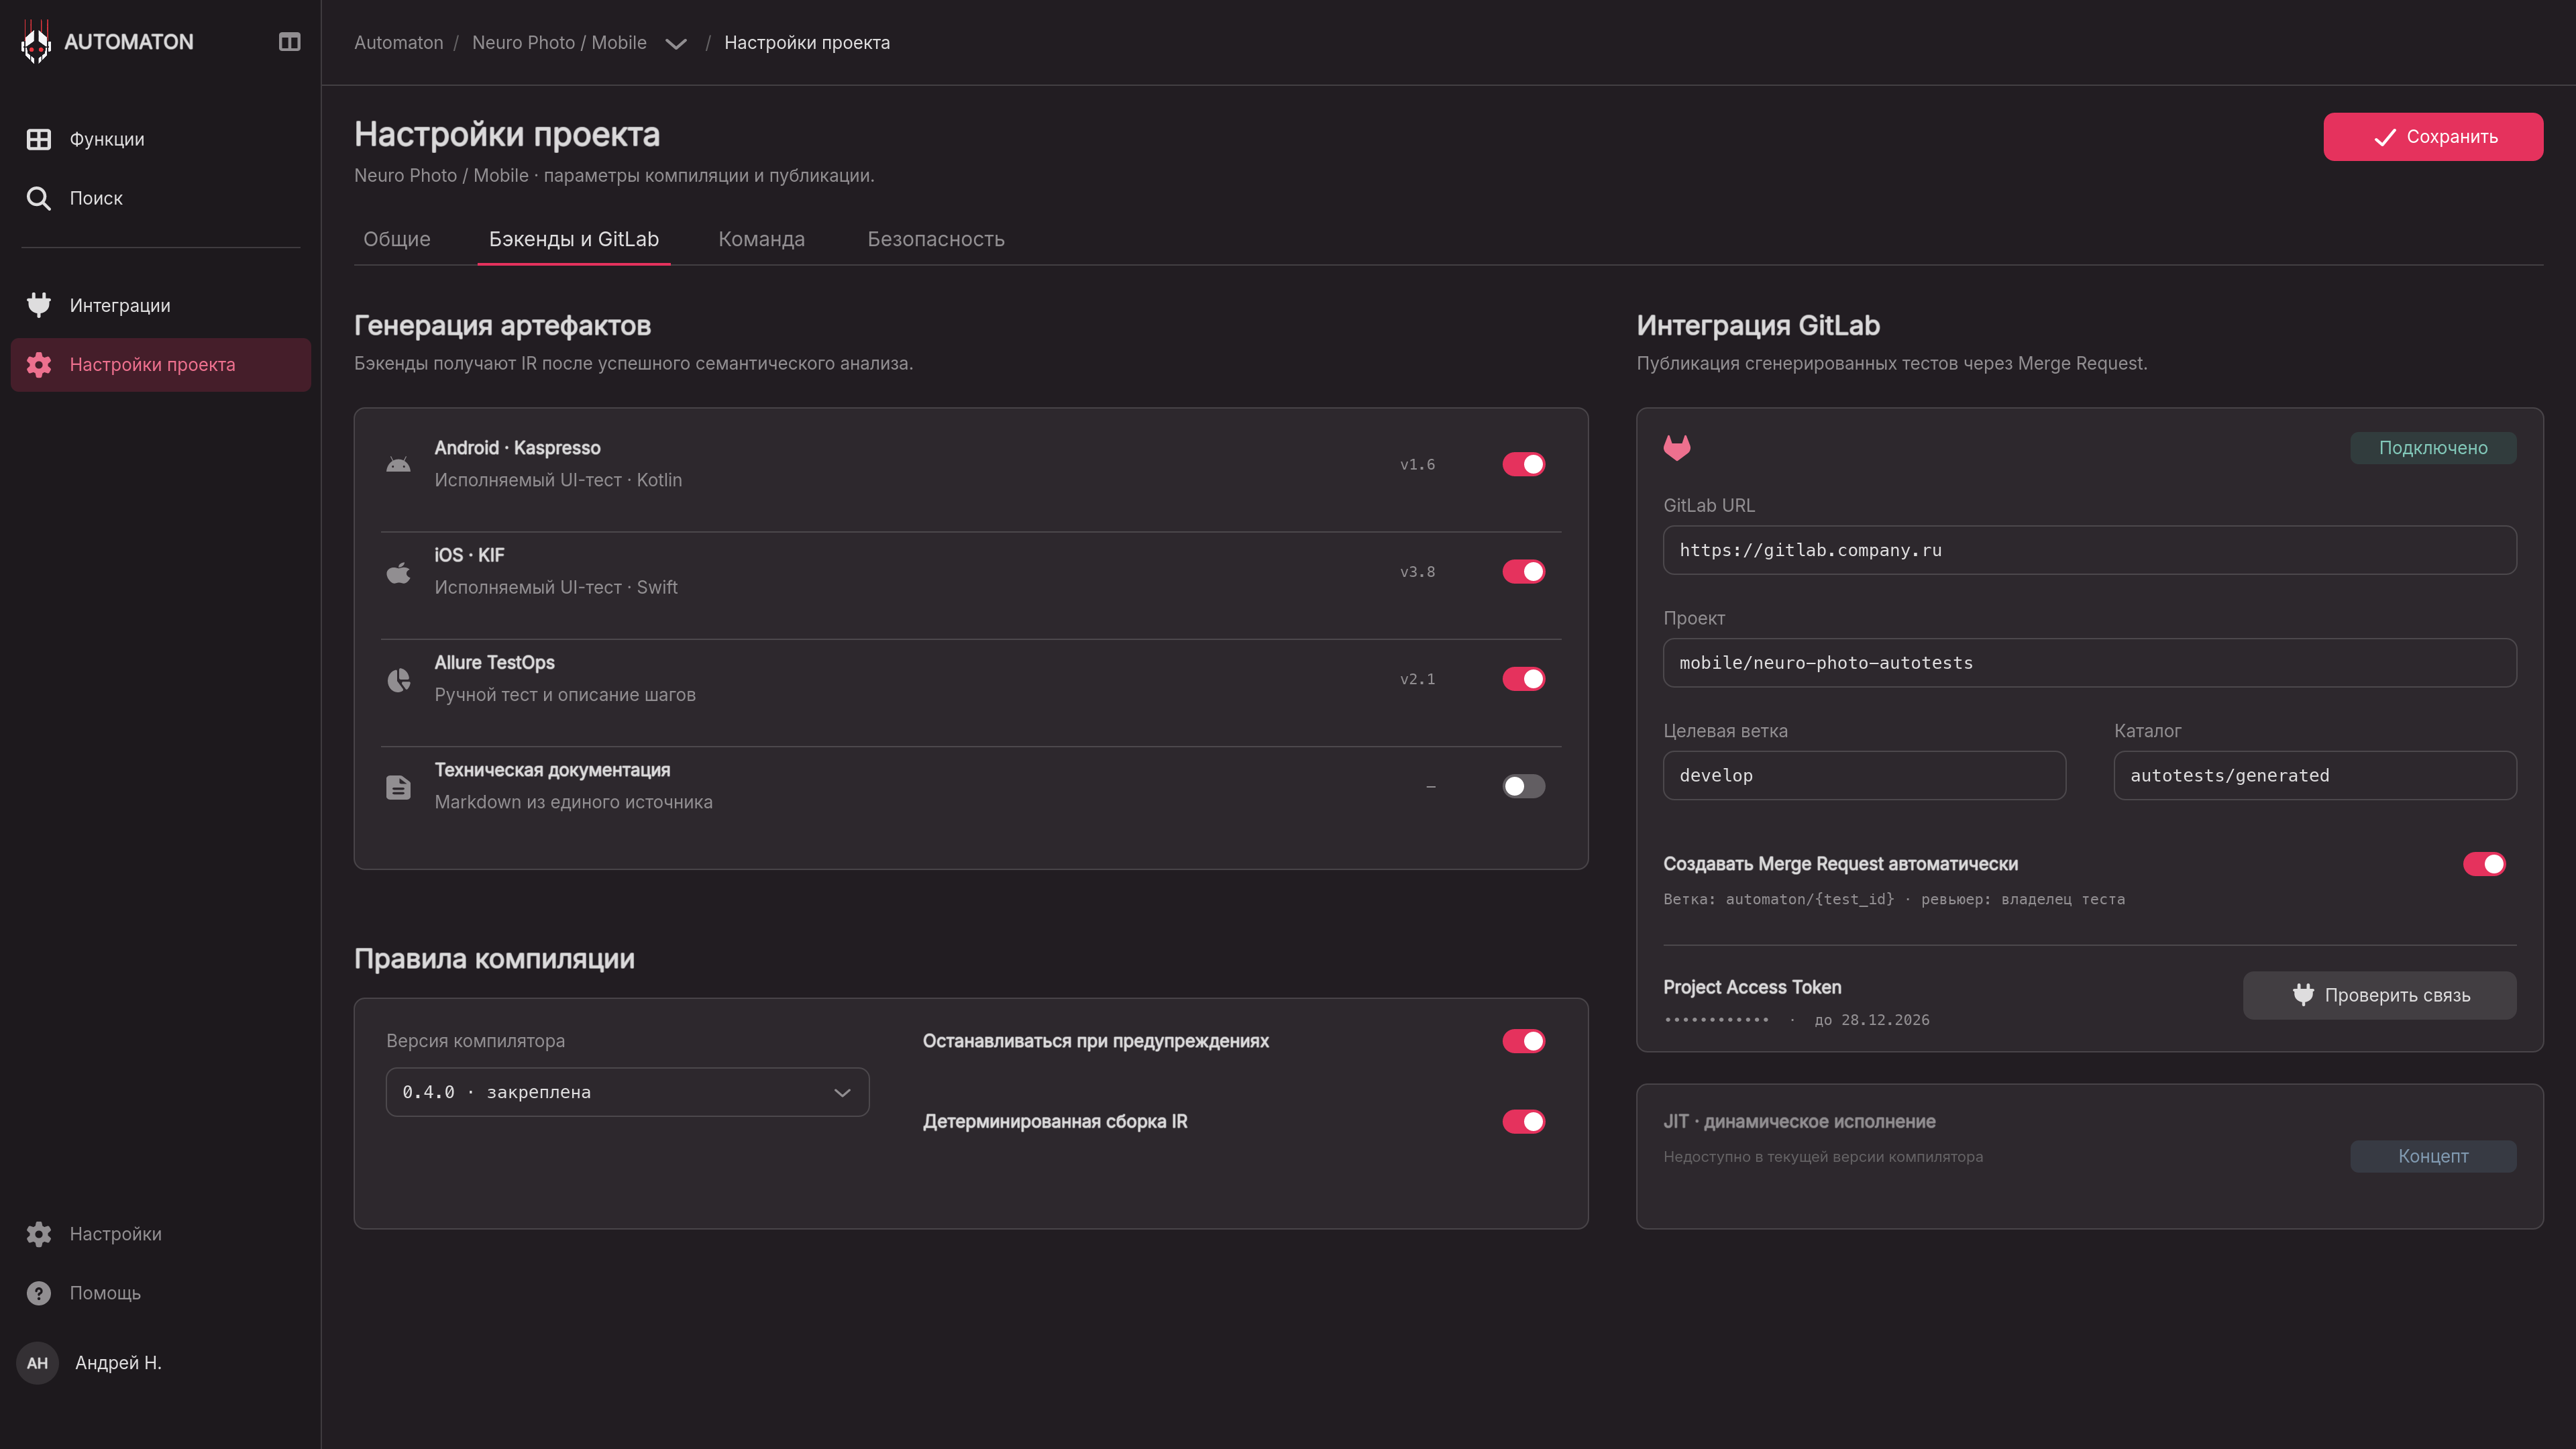 AUTOMATON
Функции
Поиск
Интеграции
Настройки проекта
Настройки
Помощь
АН
Андрей Н.
Automaton / Neuro Photo / Mobile / Настройки проекта
Настройки проекта
Neuro Photo / Mobile · параметры компиляции и публикации.
Сохранить
Общие
Бэкенды и GitLab
Команда
Безопасность
Генерация артефактов
Бэкенды получают IR после успешного семантического анализа.
Android · Kaspresso
Исполняемый UI-тест · Kotlin
v1.6
iOS · KIF
Исполняемый UI-тест · Swift
v3.8
Allure TestOps
Ручной тест и описание шагов
v2.1
Техническая документация
Markdown из единого источника
—
Правила компиляции
Версия компилятора
0.4.0 · закреплена
Останавливаться при предупреждениях
Детерминированная сборка IR
Интеграция GitLab
Публикация сгенерированных тестов через Merge Request.
Подключено
GitLab URL
https://gitlab.company.ru
Проект
mobile/neuro-photo-autotests
Целевая ветка
develop
Каталог
autotests/generated
Создавать Merge Request автоматически
Ветка: automaton/{test_id} · ревьюер: владелец теста
Project Access Token
•••••••••••• · до 28.12.2026
Проверить связь
JIT · динамическое исполнение
Недоступно в текущей версии компилятора
Концепт